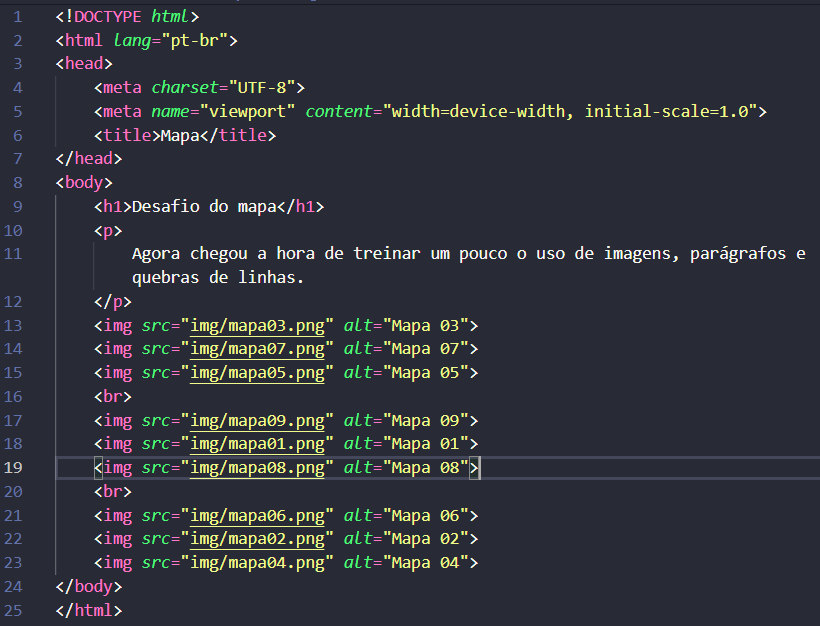 1 <!DOCTYPE html>
2 <html lang="pt-br">
3 <head>
4     <meta charset="UTF-8">
5     <meta name="viewport" content="width=device-width, initial-scale=1.0">
6     <title>Mapa</title>
7 </head>
8 <body>
9     <h1>Desafio do mapa</h1>
10     <p>
11         Agora chegou a hora de treinar um pouco o uso de imagens, parágrafos e
        quebras de linhas.
12     </p>
13     <img src="img/mapa03.png" alt="Mapa 03">
14     <img src="img/mapa07.png" alt="Mapa 07">
15     <img src="img/mapa05.png" alt="Mapa 05">
16     <br>
17     <img src="img/mapa09.png" alt="Mapa 09">
18     <img src="img/mapa01.png" alt="Mapa 01">
19     <img src="img/mapa08.png" alt="Mapa 08">
20     <br>
21     <img src="img/mapa06.png" alt="Mapa 06">
22     <img src="img/mapa02.png" alt="Mapa 02">
23     <img src="img/mapa04.png" alt="Mapa 04">
24 </body>
25 </html>